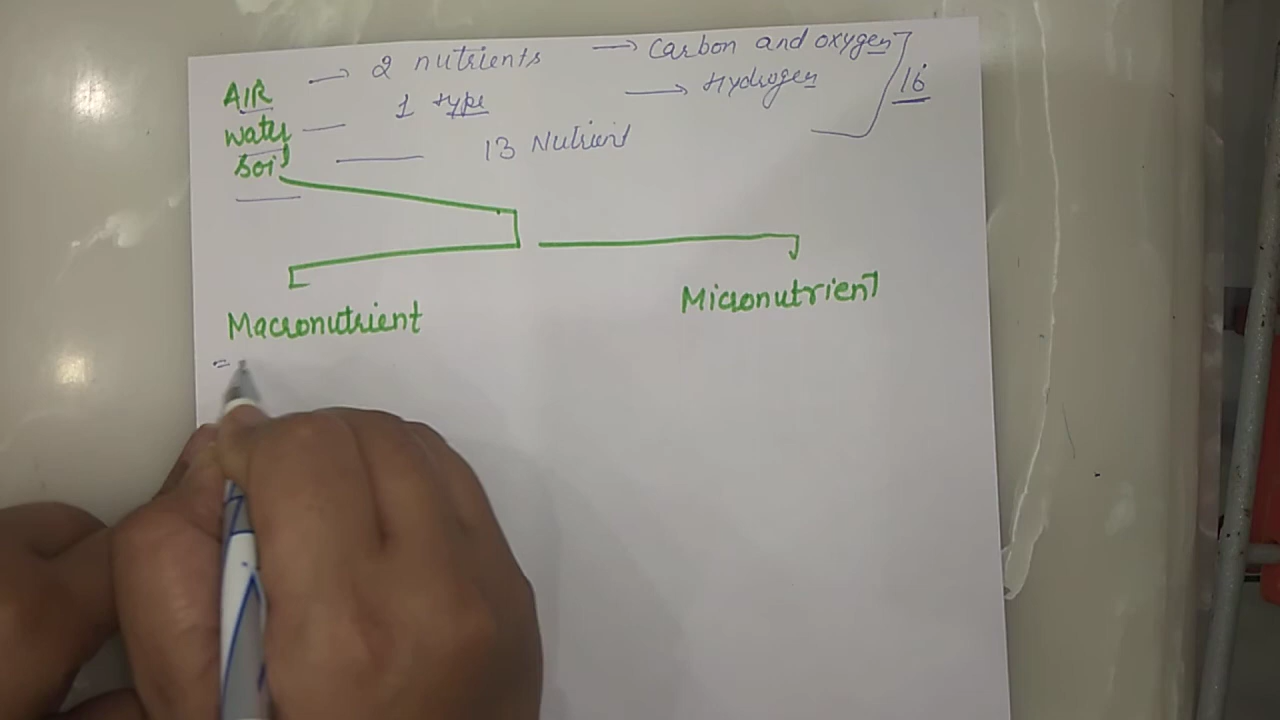 AIR → 2 nutrients → Carbon and oxygen
Water — 1 type → Hydrogen 16
Soil — 13 Nutrient
Macronutrient Micronutrient
=